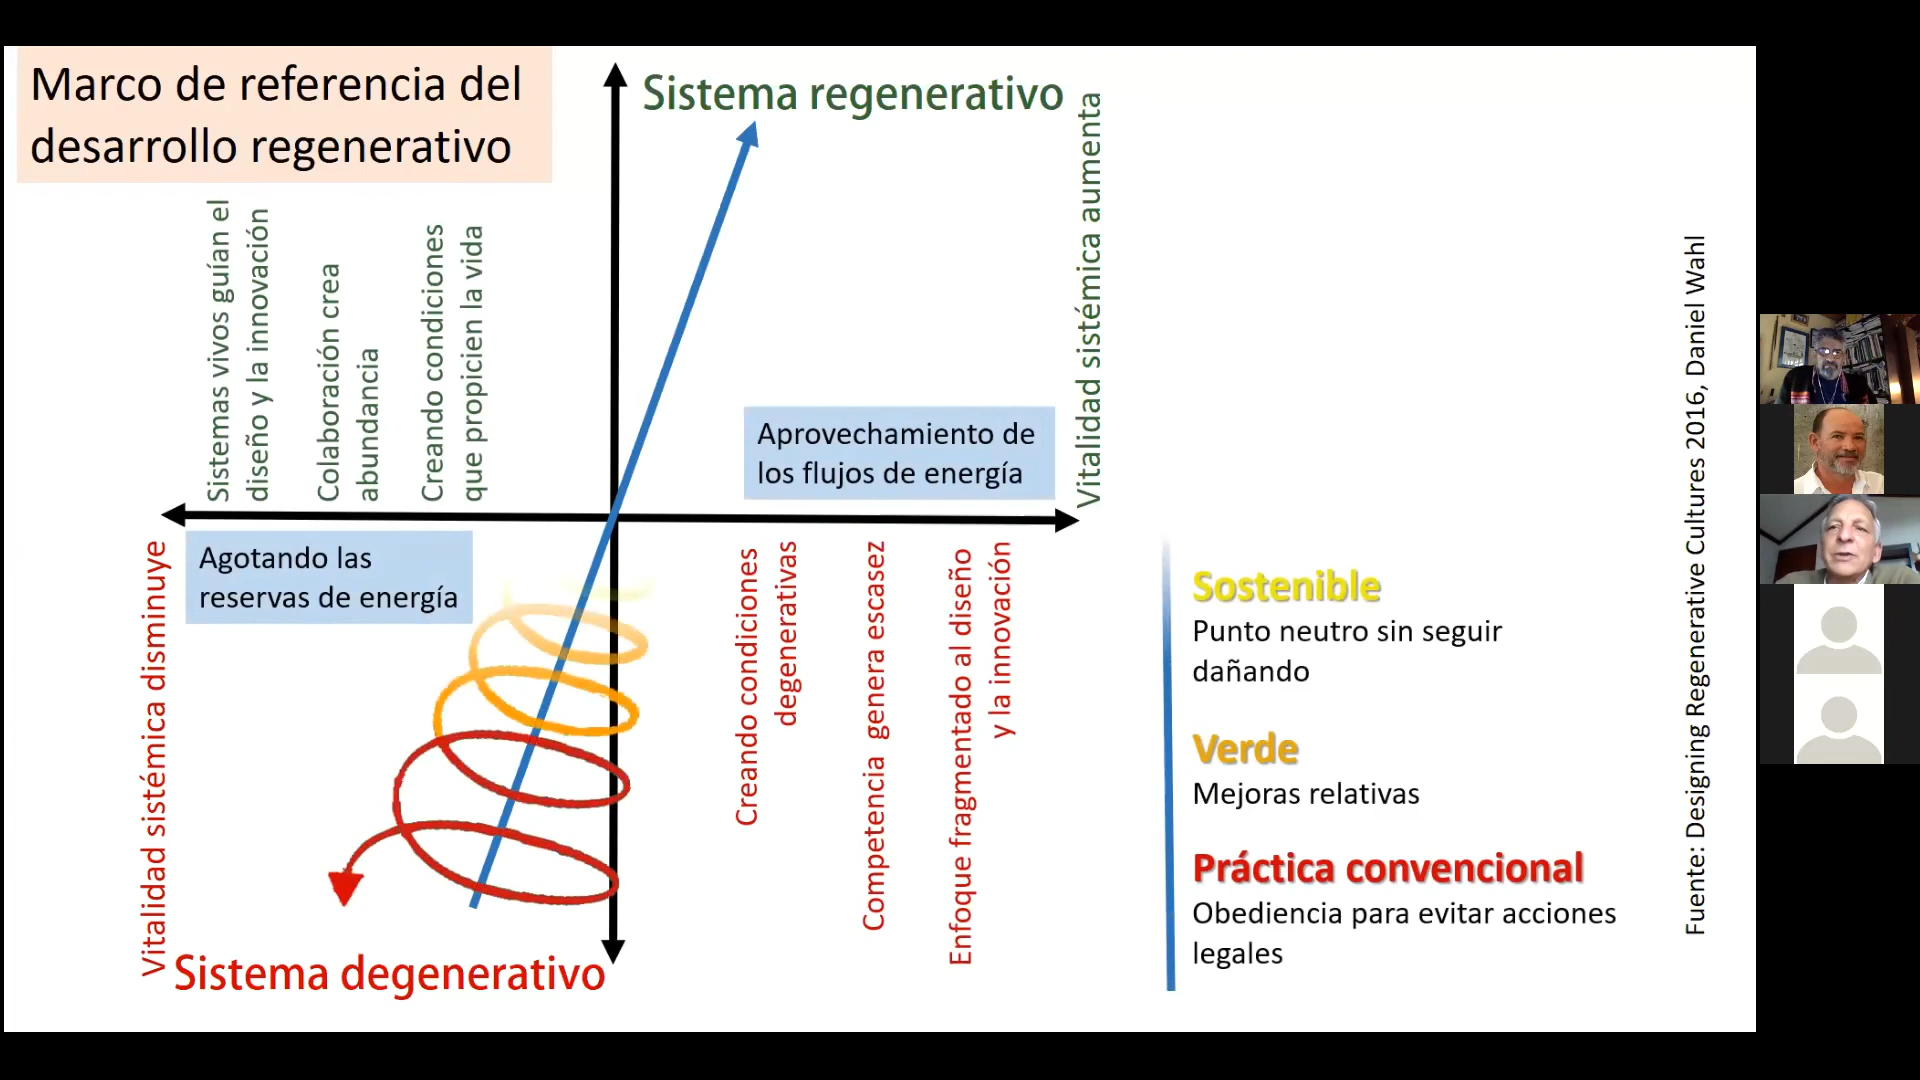 Marco de referencia del
desarrollo regenerativo
Sistema regenerativo
Sistemas vivos guían el
diseño y la innovación
Colaboración crea
abundancia
Creando condiciones
que propicien la vida
Vitalidad sistémica aumenta
Aprovechamiento de
los flujos de energía
Agotando las
reservas de energía
Vitalidad sistémica disminuye
Creando condiciones
degenerativas
Competencia genera escasez
Enfoque fragmentado al diseño
y la innovación
Sistema degenerativo
Sostenible
Punto neutro sin seguir
dañando
Verde
Mejoras relativas
Práctica convencional
Obediencia para evitar acciones
legales
Fuente: Designing Regenerative Cultures 2016, Daniel Wahl